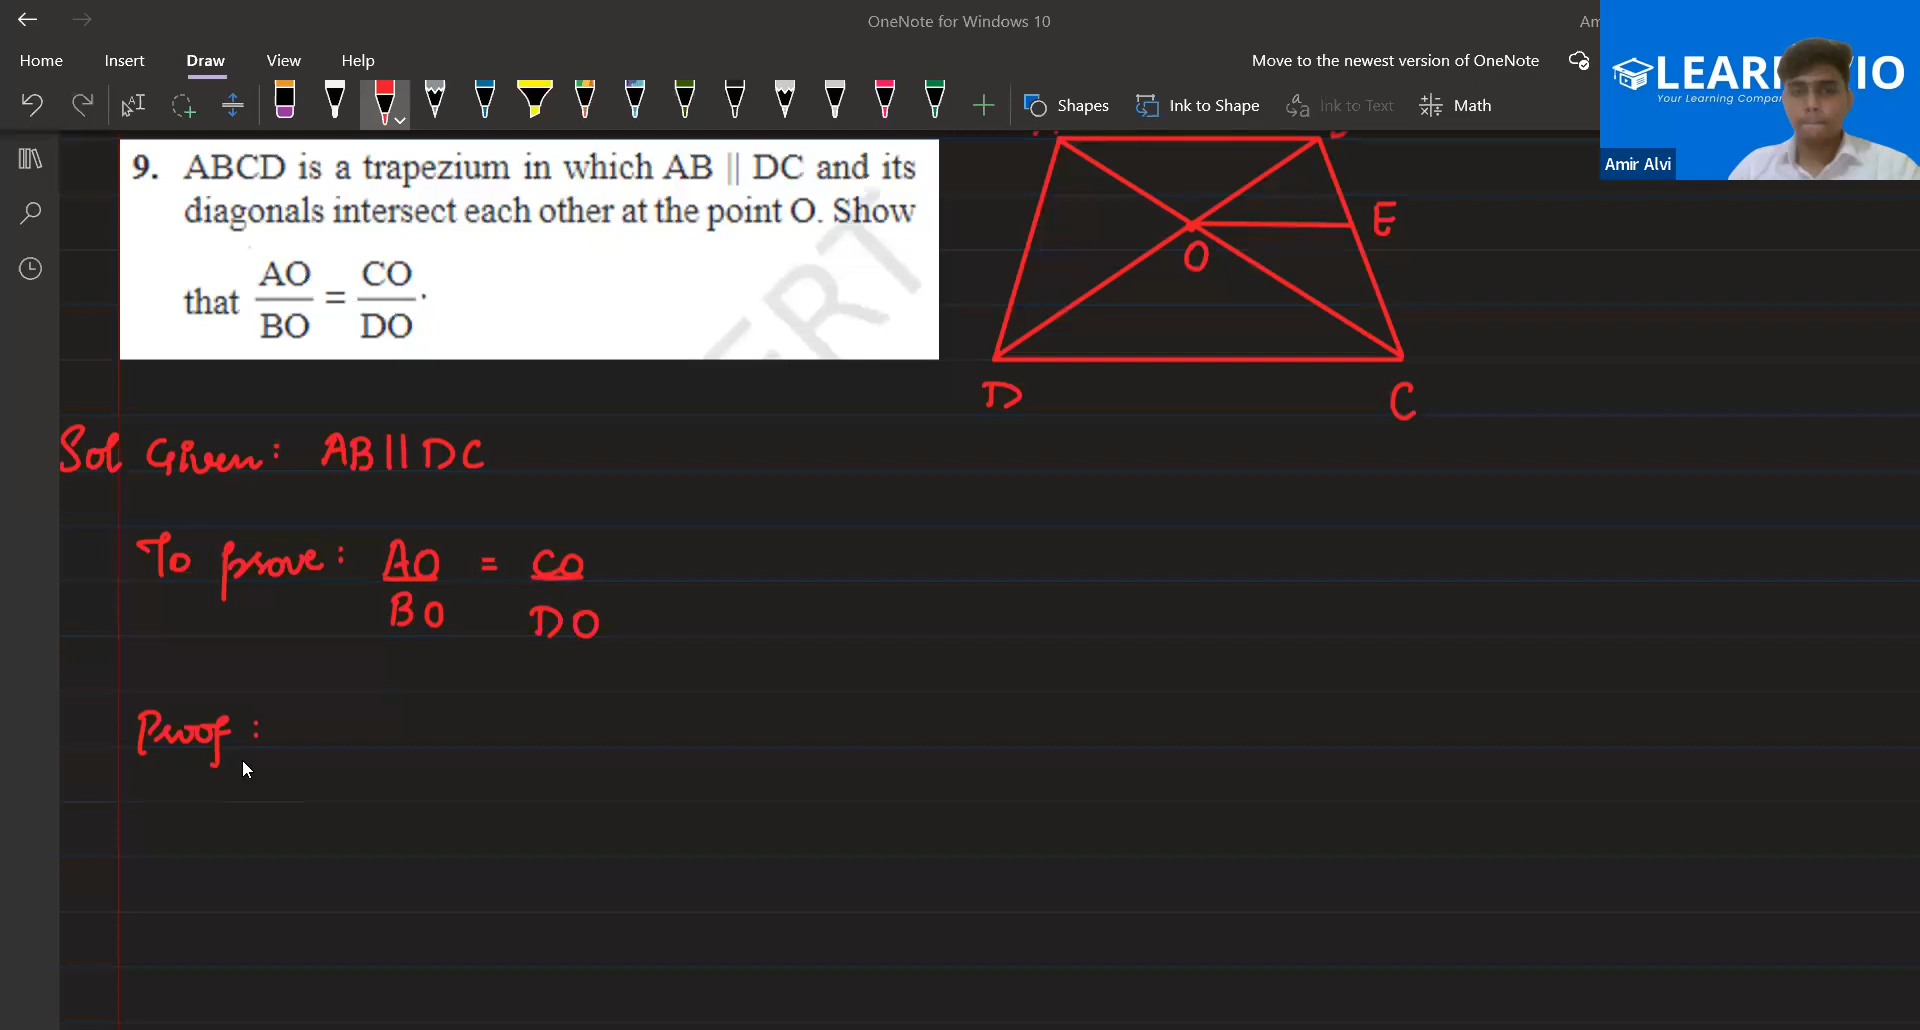 OneNote for Windows 10
Home Insert Draw View Help
Move to the newest version of OneNote
Shapes Ink to Shape Ink to Text Math
Your Learning Compan
Amir Alvi
9. ABCD is a trapezium in which AB || DC and its
diagonals intersect each other at the point O. Show
that AO/BO = CO/DO.
E
O
D C
Sol Given: AB || DC
To prove: AO/BO = CO/DO
Proof :